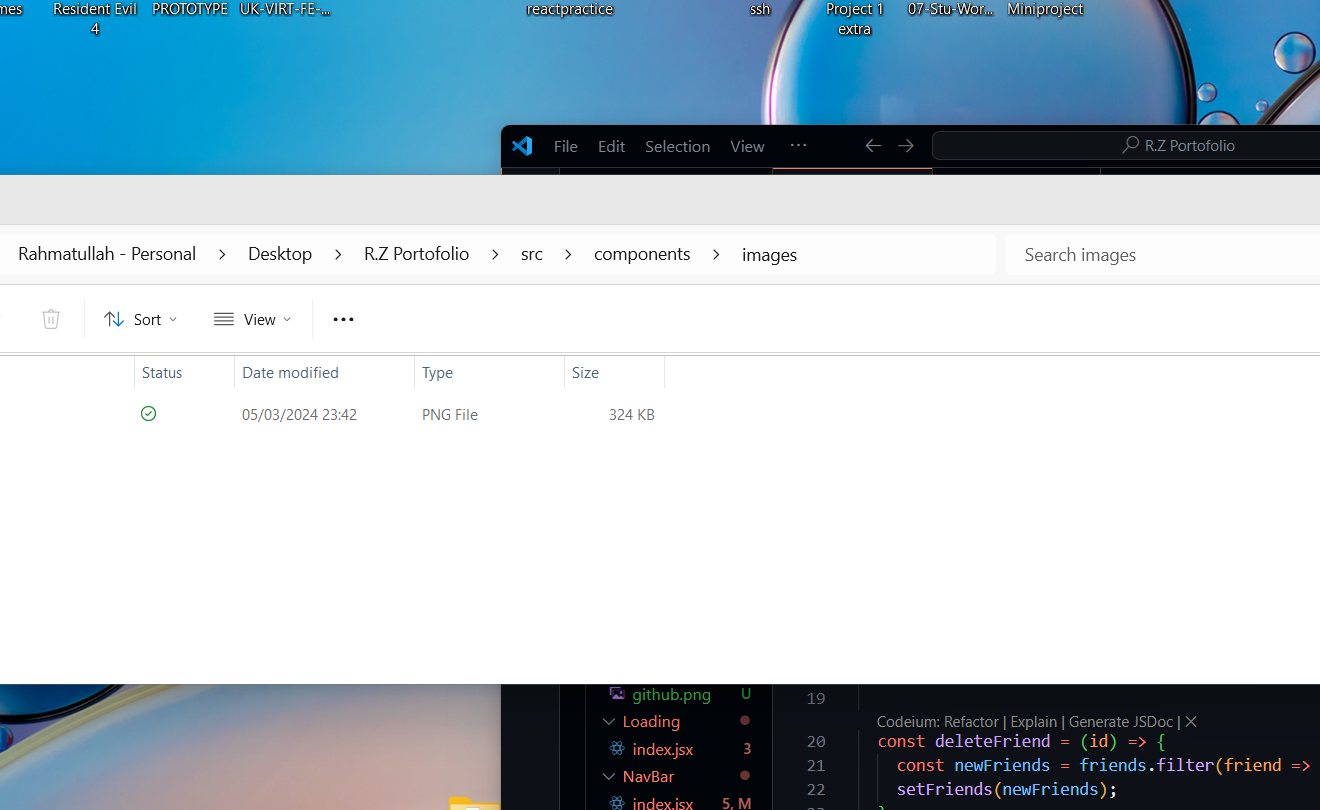 mes
Resident Evil
4
PROTOTYPE
UK-VIRT-FE-...
reactpractice
ssh
Project 1
extra
07-Stu-Wor...
Miniproject
File Edit Selection View ··· R.Z Portofolio
Rahmatullah - Personal > Desktop > R.Z Portofolio > src > components > images
Search images
Sort View ···
Status Date modified Type Size
05/03/2024 23:42 PNG File 324 KB
github.png U
Loading
index.jsx 3
NavBar
index.jsx 5, M
19
Codeium: Refactor | Explain | Generate JSDoc | ×
20 const deleteFriend = (id) => {
21 const newFriends = friends.filter(friend =>
22 setFriends(newFriends);